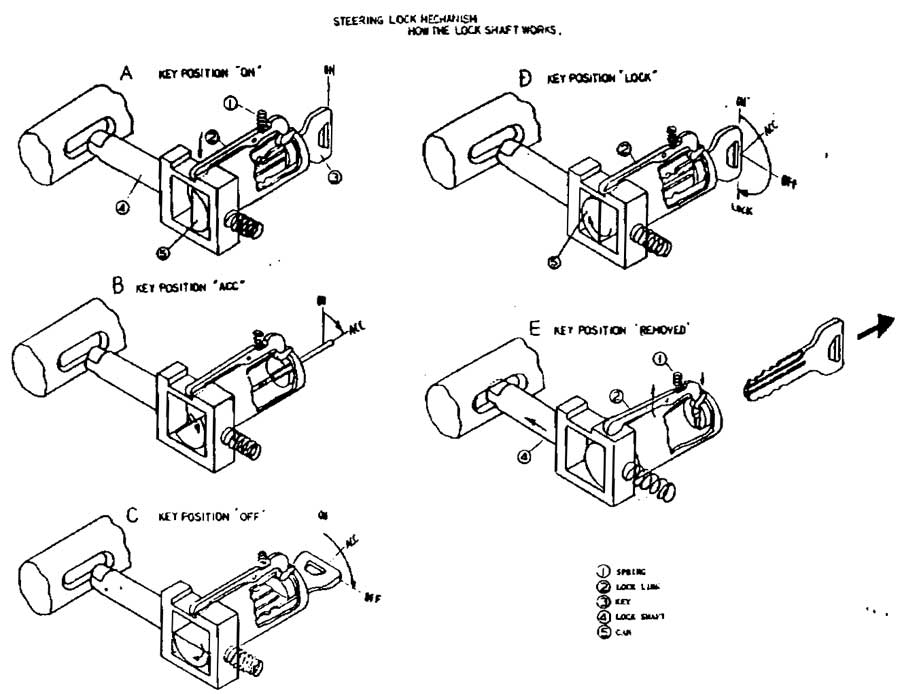 STEERING LOCK MECHANISM
HOW THE LOCK SHAFT WORKS.
A KEY POSITION "ON"
ON
1
2
3
4
5
B KEY POSITION "ACC"
ON
ACC
C KEY POSITION "OFF"
ON
ACC
OFF
D KEY POSITION "LOCK"
ON
ACC
OFF
LOCK
2
5
E KEY POSITION "REMOVED"
1
2
4
1 SPRING
2 LOCK LINK
3 KEY
4 LOCK SHAFT
5 CAM